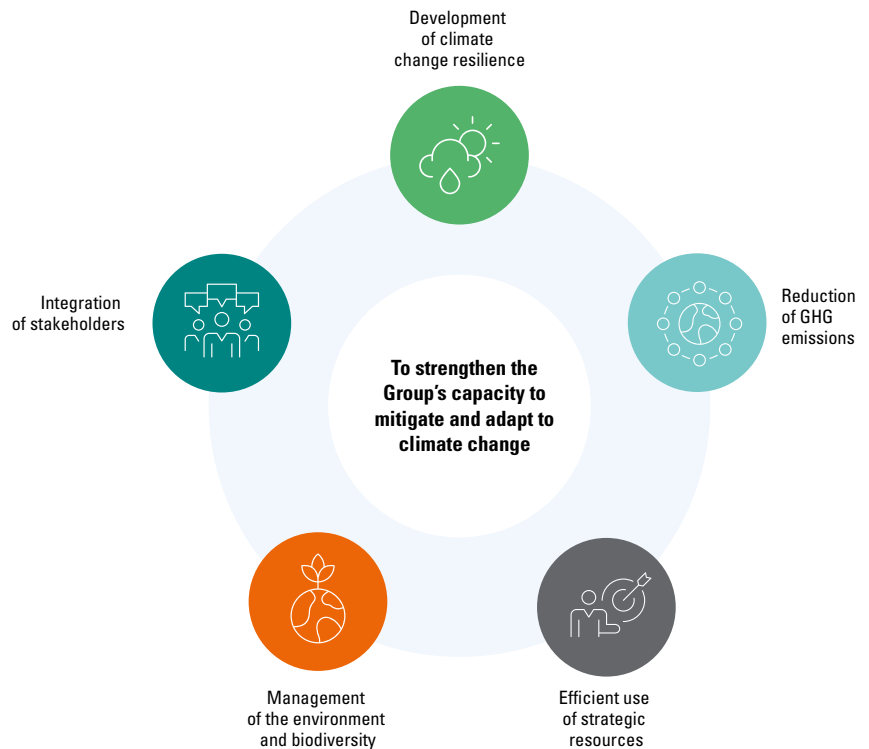 Development
of climate
change resilience
Integration
of stakeholders
Reduction
of GHG
emissions
To strengthen the
Group's capacity to
mitigate and adapt to
climate change
Management
of the environment
and biodiversity
Efficient use
of strategic
resources